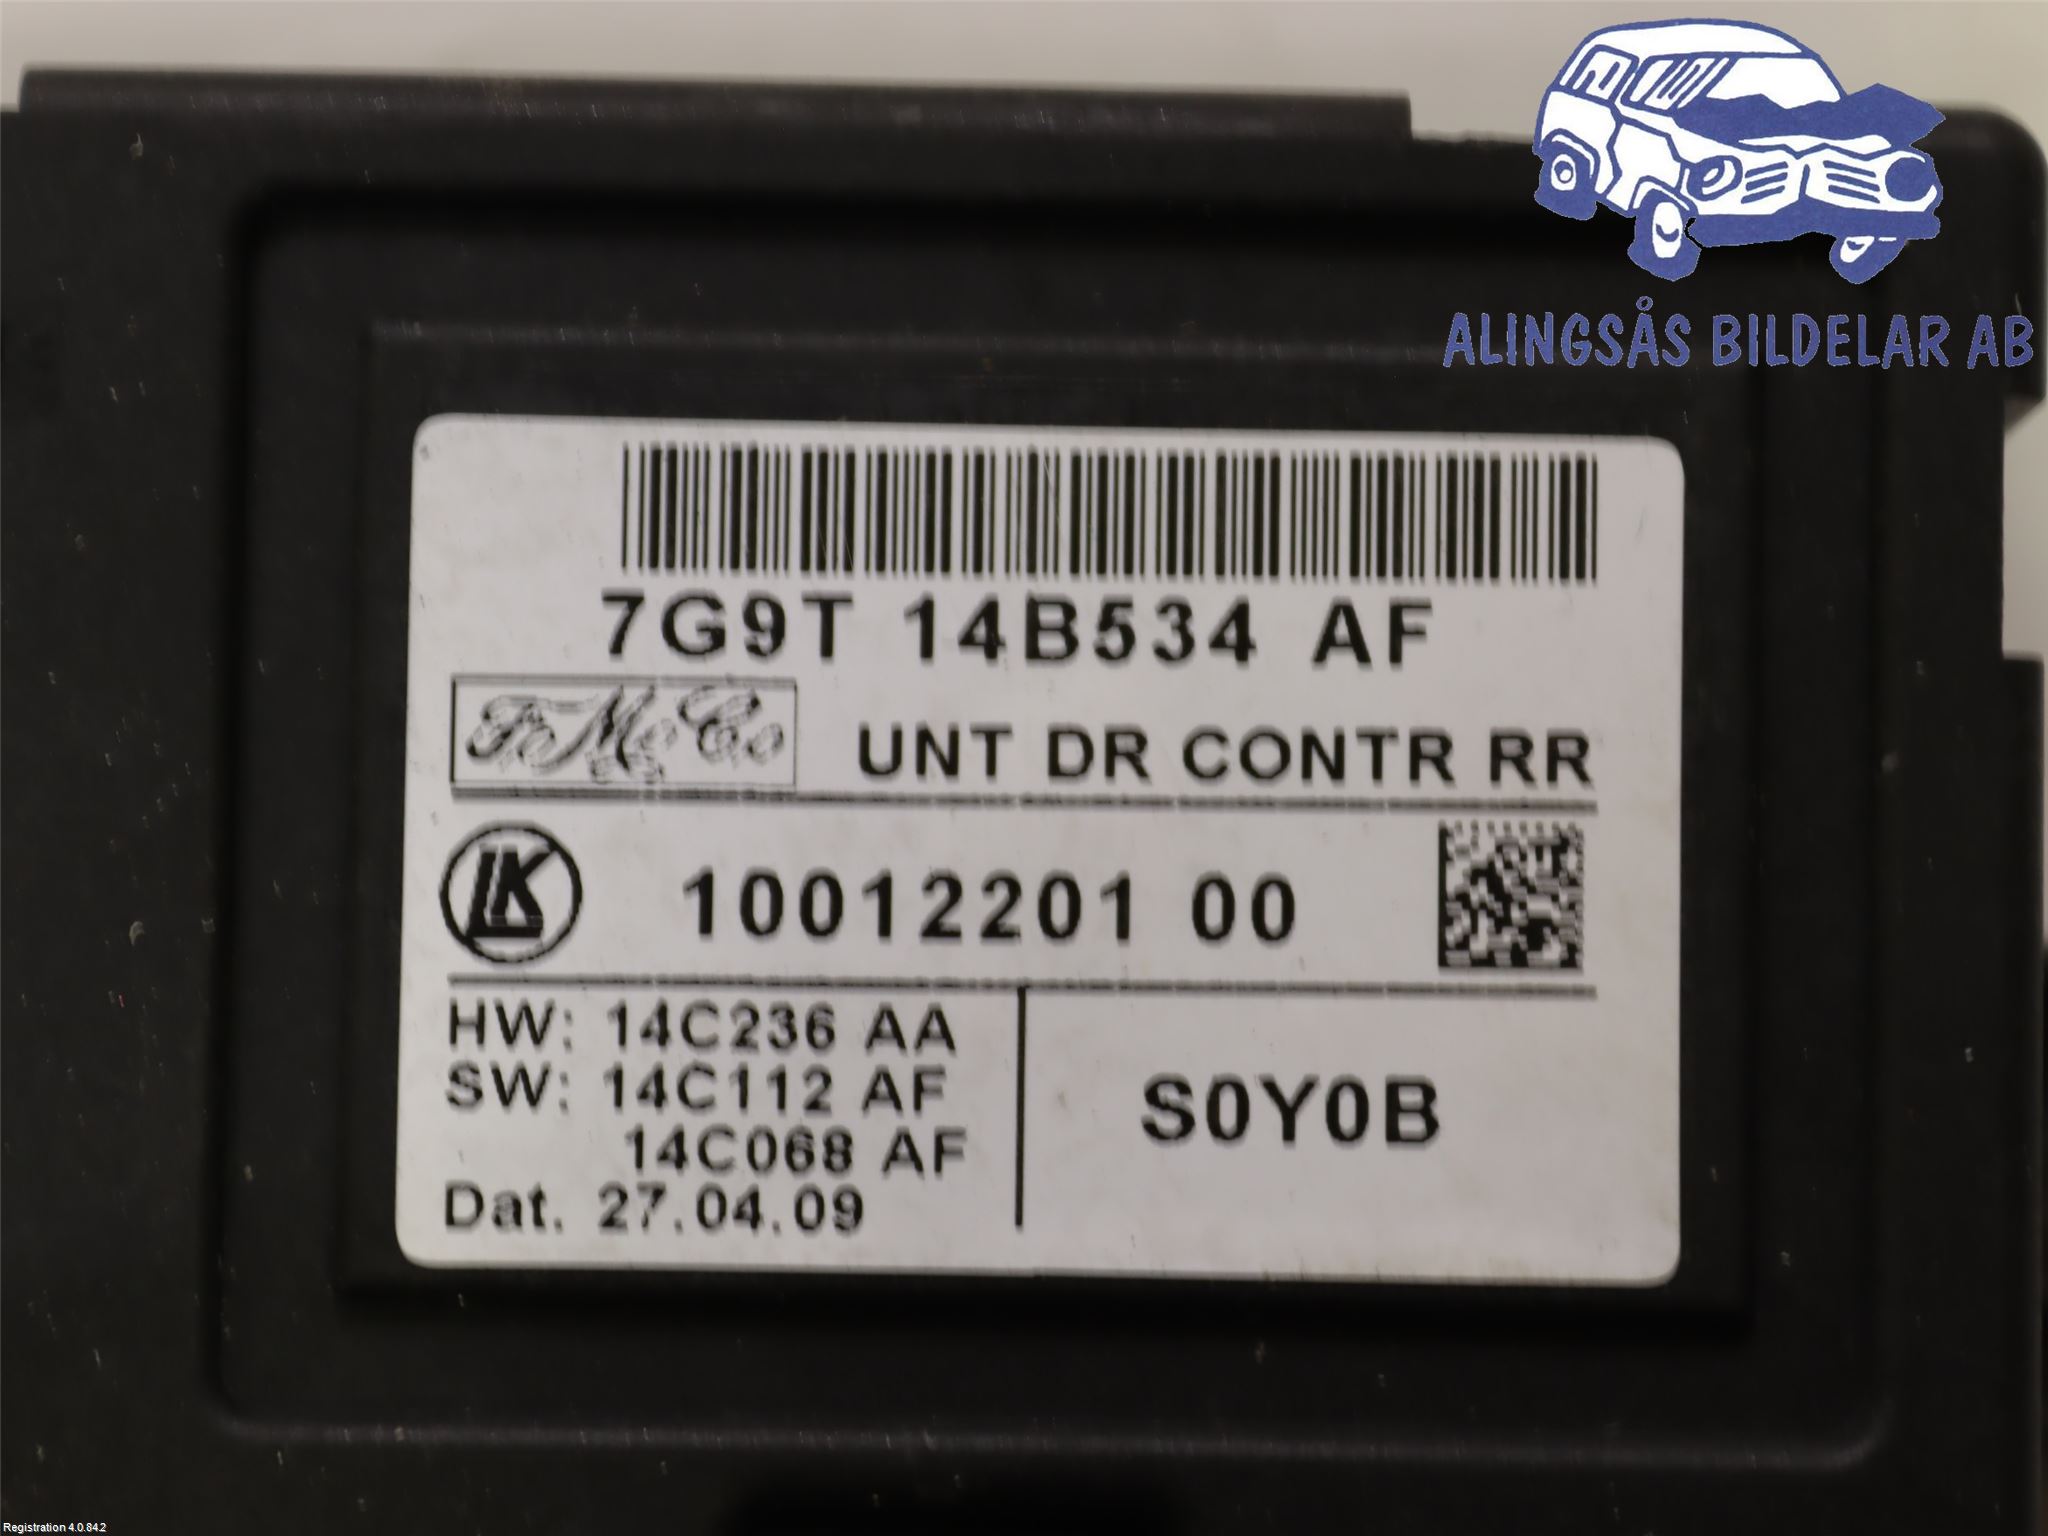 ALINGSÅS BILDELAR AB
7G9T 14B534 AF
FoMoCo UNT DR CONTR RR
LK 10012201 00
HW: 14C236 AA
SW: 14C112 AF
14C068 AF
S0Y0B
Dat. 27.04.09
Registration 4.0.84.2